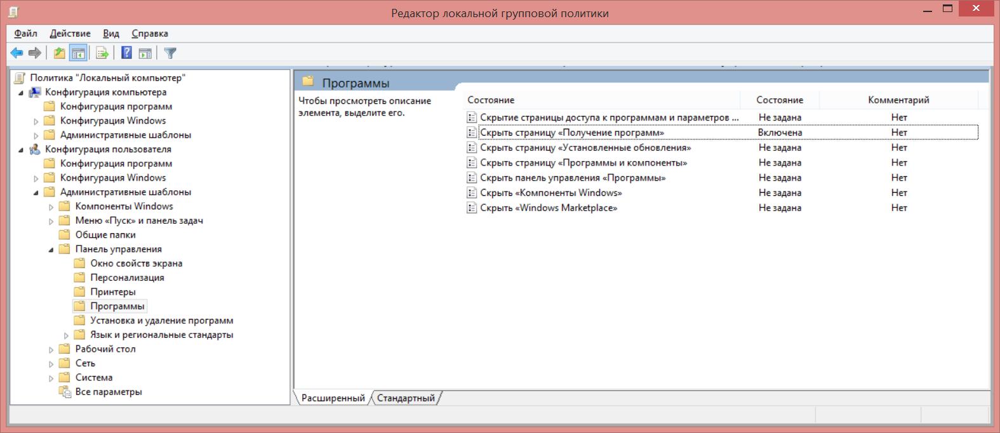 Редактор локальной групповой политики
Файл Действие Вид Справка
Политика "Локальный компьютер"
Конфигурация компьютера
Конфигурация программ
Конфигурация Windows
Административные шаблоны
Конфигурация пользователя
Конфигурация программ
Конфигурация Windows
Административные шаблоны
Компоненты Windows
Меню «Пуск» и панель задач
Общие папки
Панель управления
Окно свойств экрана
Персонализация
Принтеры
Программы
Установка и удаление программ
Язык и региональные стандарты
Рабочий стол
Сеть
Система
Все параметры
Программы
Чтобы просмотреть описание
элемента, выделите его.
Состояние Состояние Комментарий
Скрытие страницы доступа к программам и параметров ... Не задана Нет
Скрыть страницу «Получение программ» Включена Нет
Скрыть страницу «Установленные обновления» Не задана Нет
Скрыть страницу «Программы и компоненты» Не задана Нет
Скрыть панель управления «Программы» Не задана Нет
Скрыть «Компоненты Windows» Не задана Нет
Скрыть «Windows Marketplace» Не задана Нет
Расширенный Стандартный